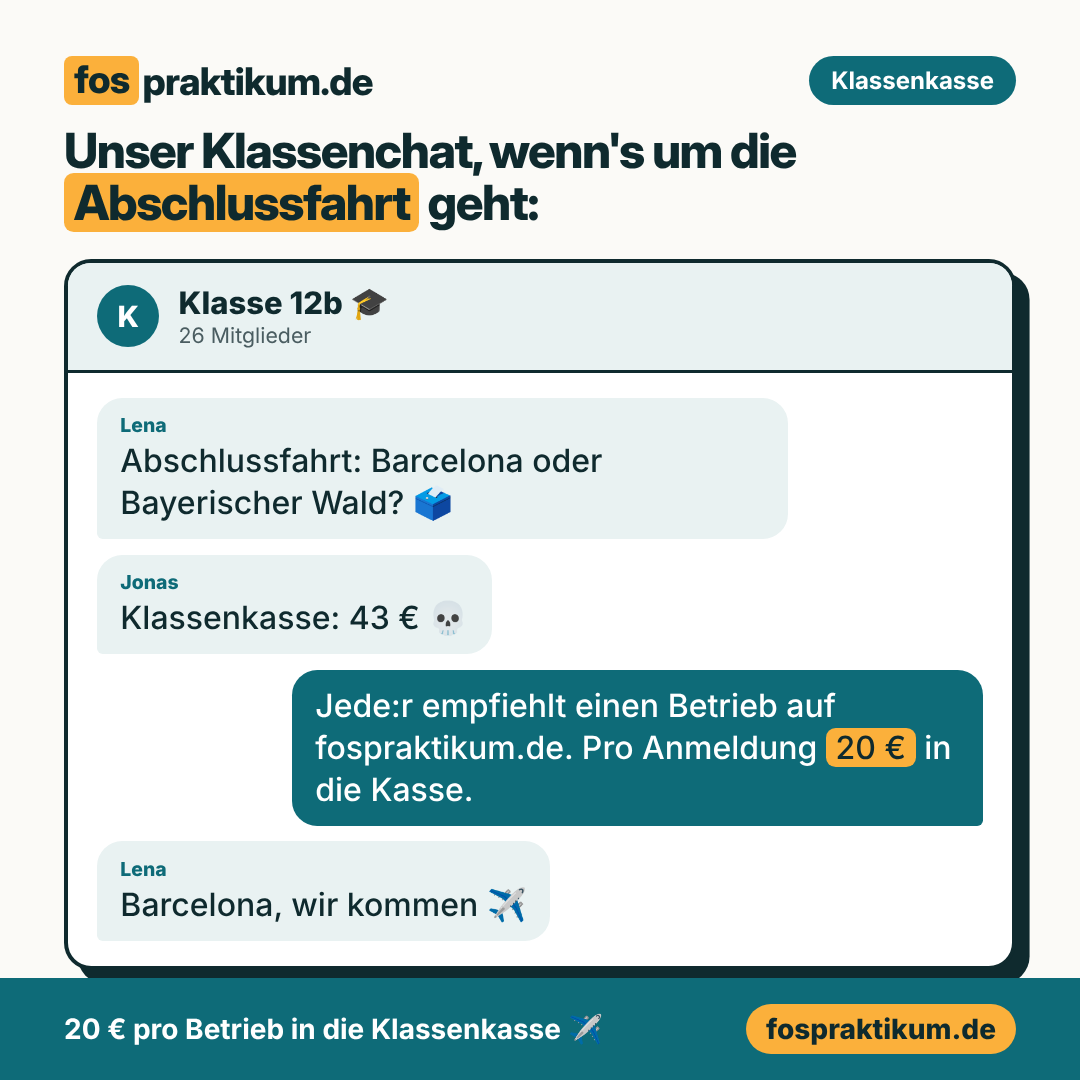 fospraktikum.de
Klassenkasse
Unser Klassenchat, wenn's um die
Abschlussfahrt geht:
K
Klasse 12b 🎓
26 Mitglieder
Lena
Abschlussfahrt: Barcelona oder
Bayerischer Wald? 🗳️
Jonas
Klassenkasse: 43 € 💀
Jede:r empfiehlt einen Betrieb auf
fospraktikum.de. Pro Anmeldung 20 € in
die Kasse.
Lena
Barcelona, wir kommen ✈️
20 € pro Betrieb in die Klassenkasse ✈️
fospraktikum.de